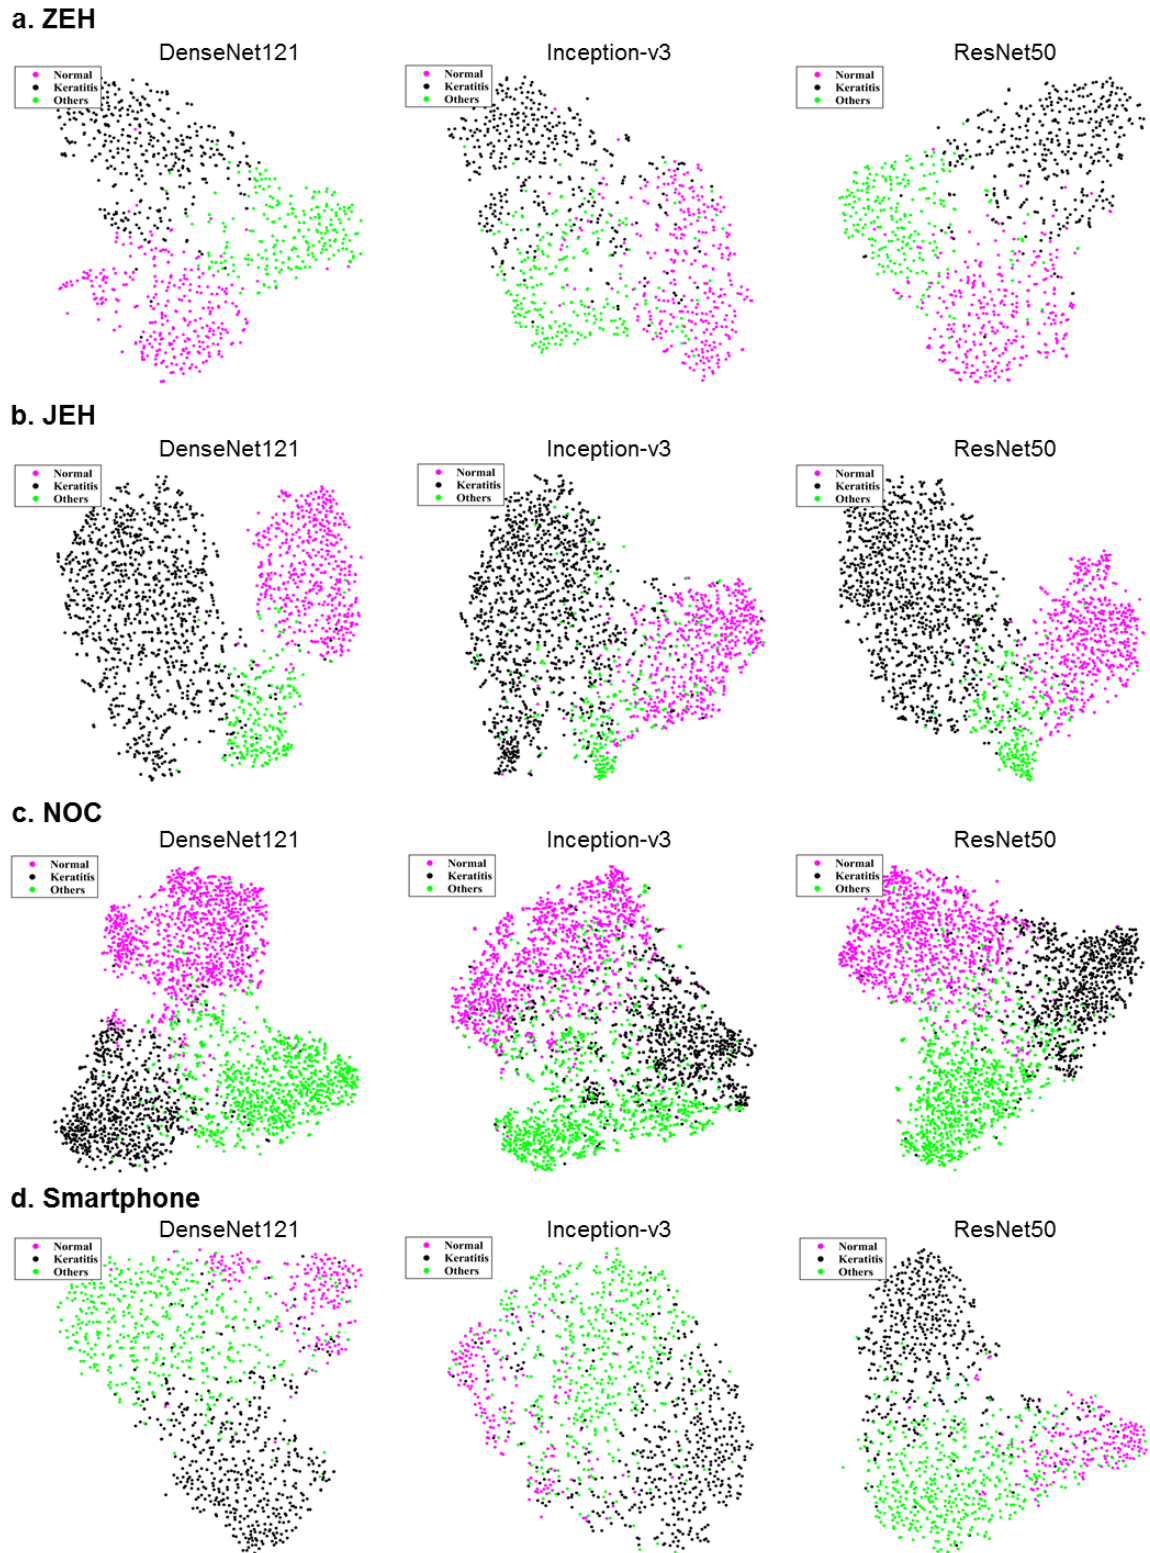 a. ZEH
DenseNet121
Inception-v3
ResNet50
Normal
Keratitis
Others
Normal
Keratitis
Others
Normal
Keratitis
Others
b. JEH
DenseNet121
Inception-v3
ResNet50
Normal
Keratitis
Others
Normal
Keratitis
Others
Normal
Keratitis
Others
c. NOC
DenseNet121
Inception-v3
ResNet50
Normal
Keratitis
Others
Normal
Keratitis
Others
Normal
Keratitis
Others
d. Smartphone
DenseNet121
Inception-v3
ResNet50
Normal
Keratitis
Others
Normal
Keratitis
Others
Normal
Keratitis
Others